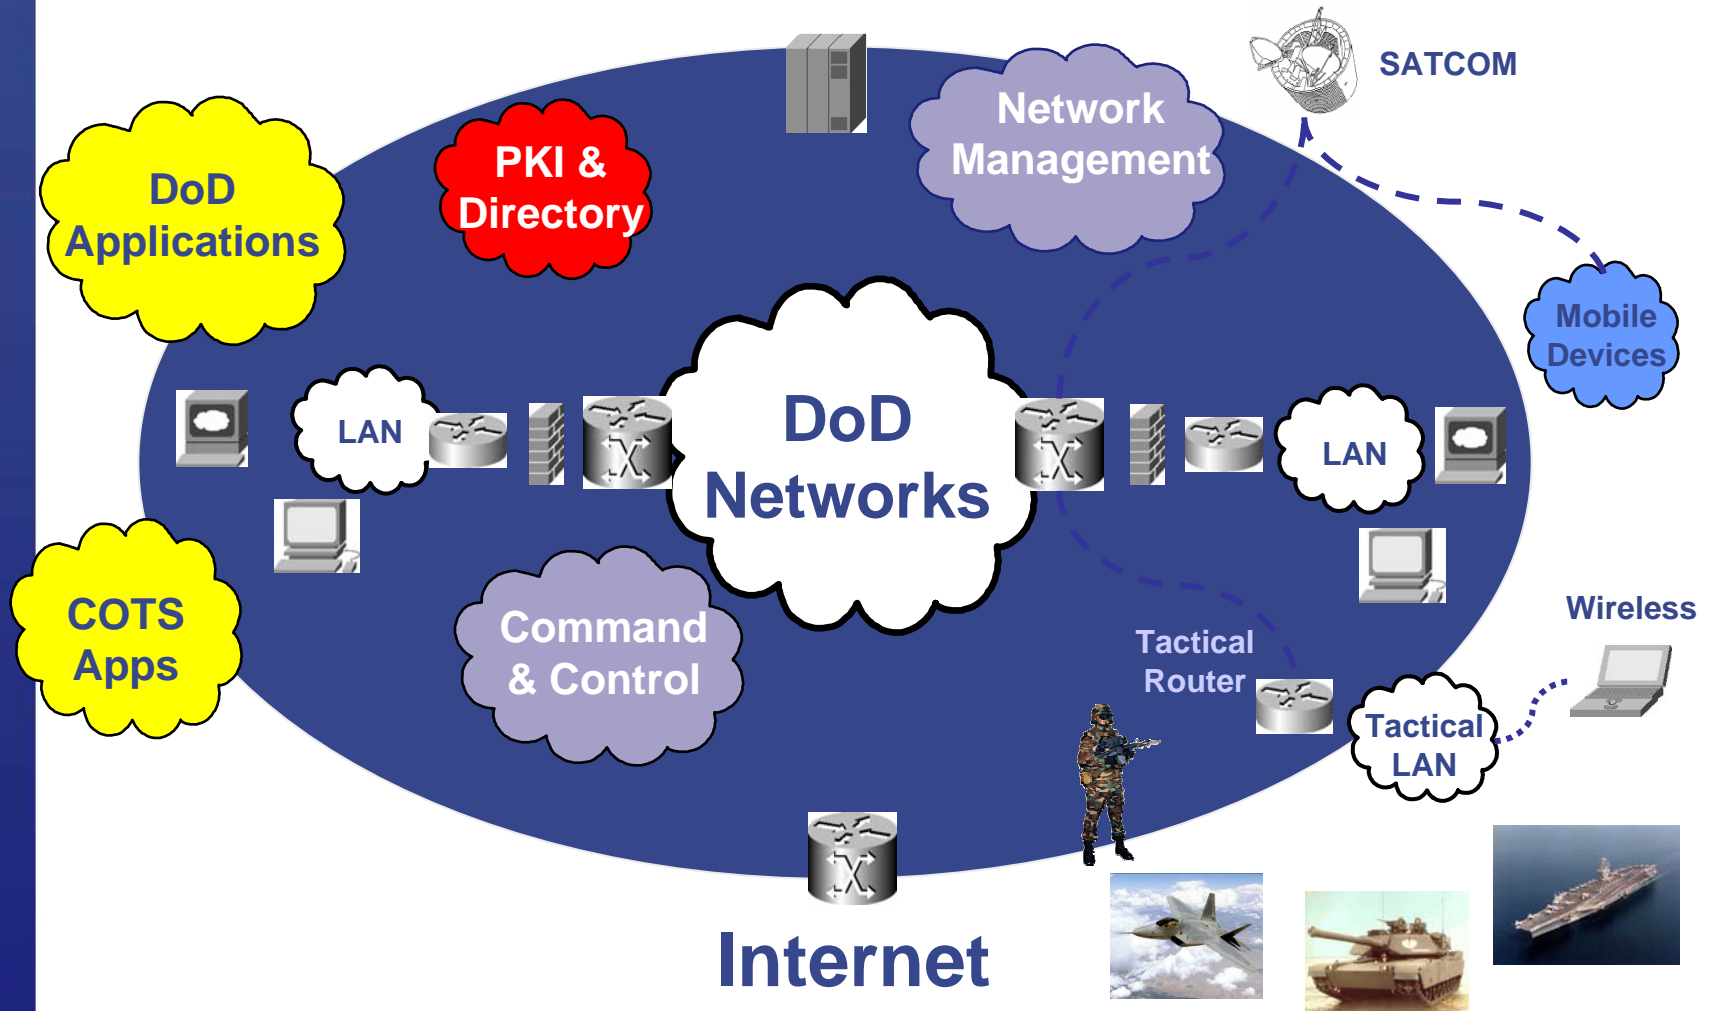 SATCOM
Network
Management
PKI &
Directory
DoD
Applications
Mobile
Devices
DoD
Networks
LAN
LAN
COTS
Apps
Command
& Control
Wireless
Tactical
Router
Tactical
LAN
Internet